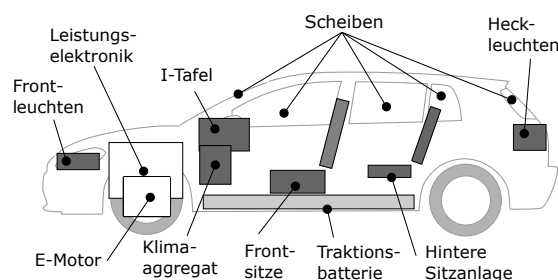 Scheiben
Heck-
leuchten
Leistungs-
elektronik
I-Tafel
Front-
leuchten
E-Motor
Klima-
aggregat
Front-
sitze
Traktions-
batterie
Hintere
Sitzanlage